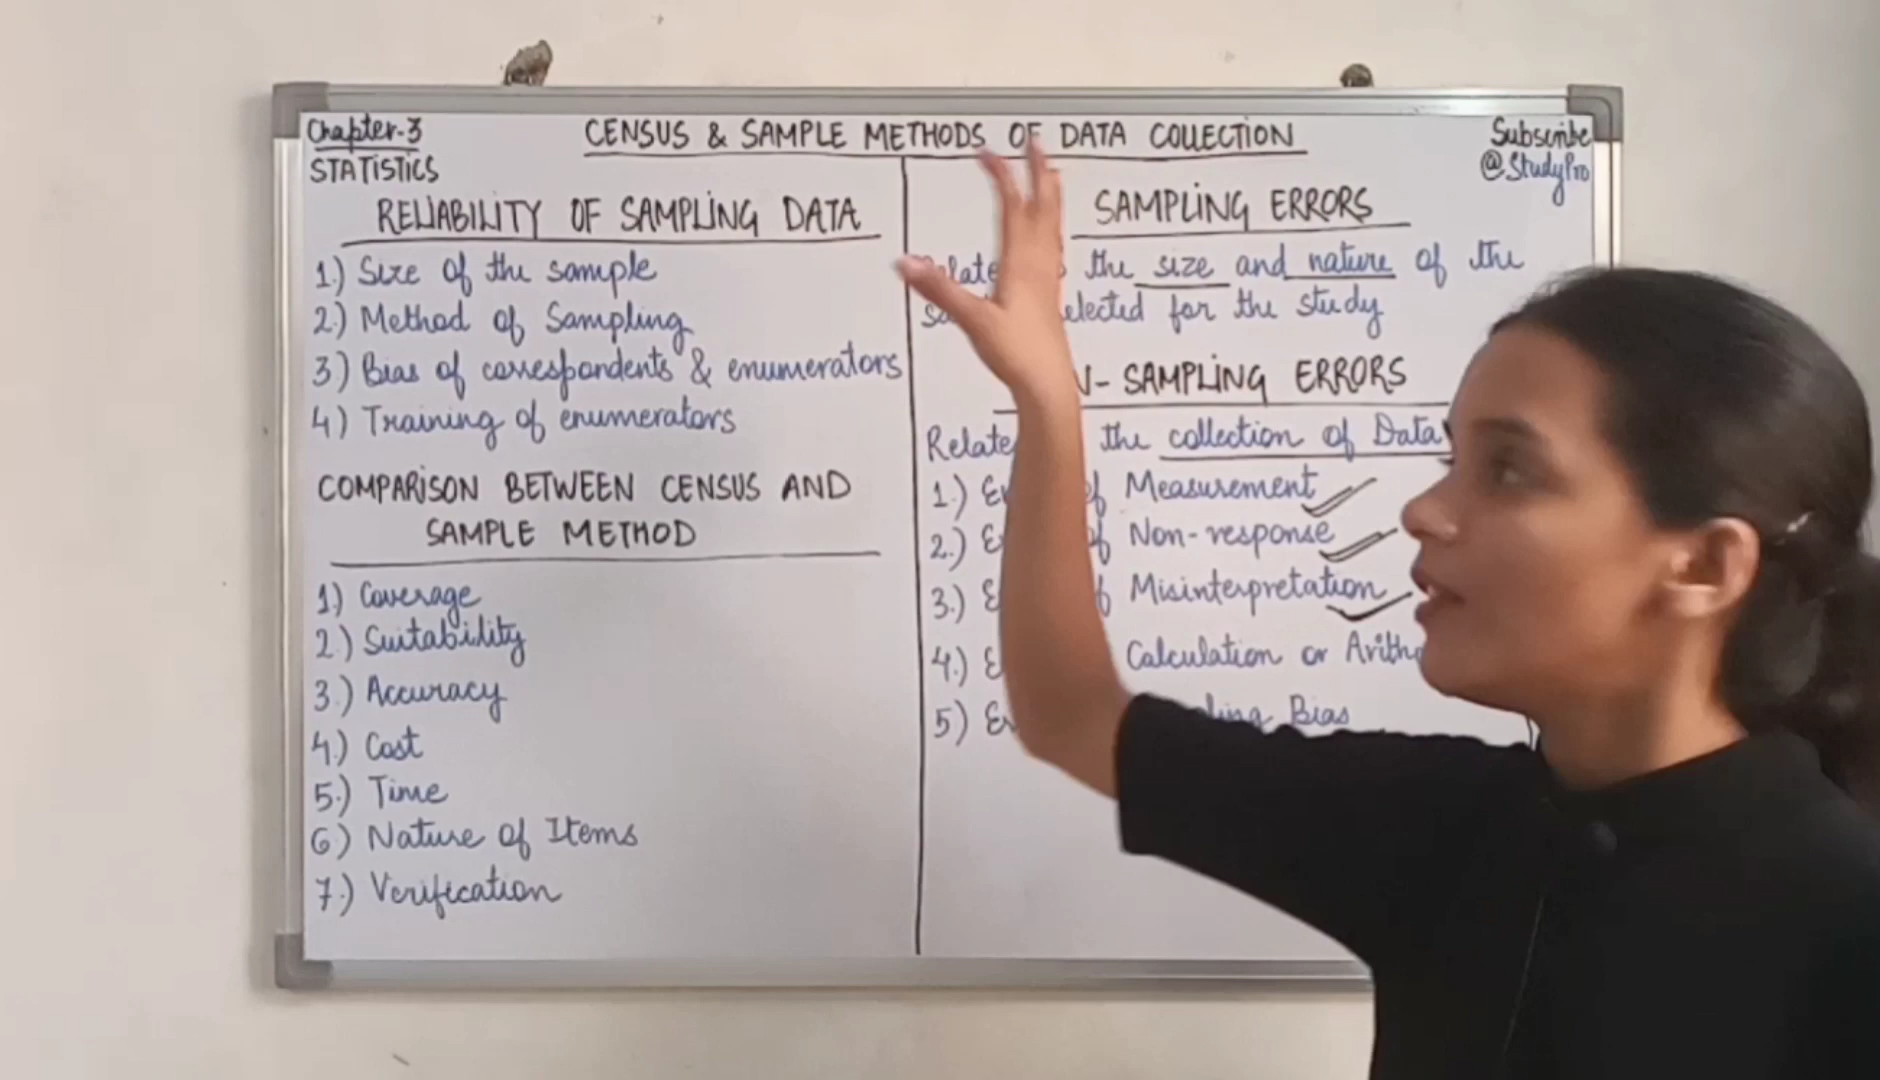 Chapter-3
STATISTICS
CENSUS & SAMPLE METHODS OF DATA COLLECTION
Subscribe
@StudyPro
RELIABILITY OF SAMPLING DATA
1.) Size of the sample
2.) Method of Sampling
3.) Bias of correspondents & enumerators
4.) Training of enumerators
COMPARISON BETWEEN CENSUS AND
SAMPLE METHOD
1.) Coverage
2.) Suitability
3.) Accuracy
4.) Cost
5.) Time
6.) Nature of Items
7.) Verification
SAMPLING ERRORS
the size and nature of the
for the study
SAMPLING ERRORS
the collection of Data
1.) of Measurement
2.) of Non-response
3.) of Misinterpretation
4.) Calculation or
5) Bias